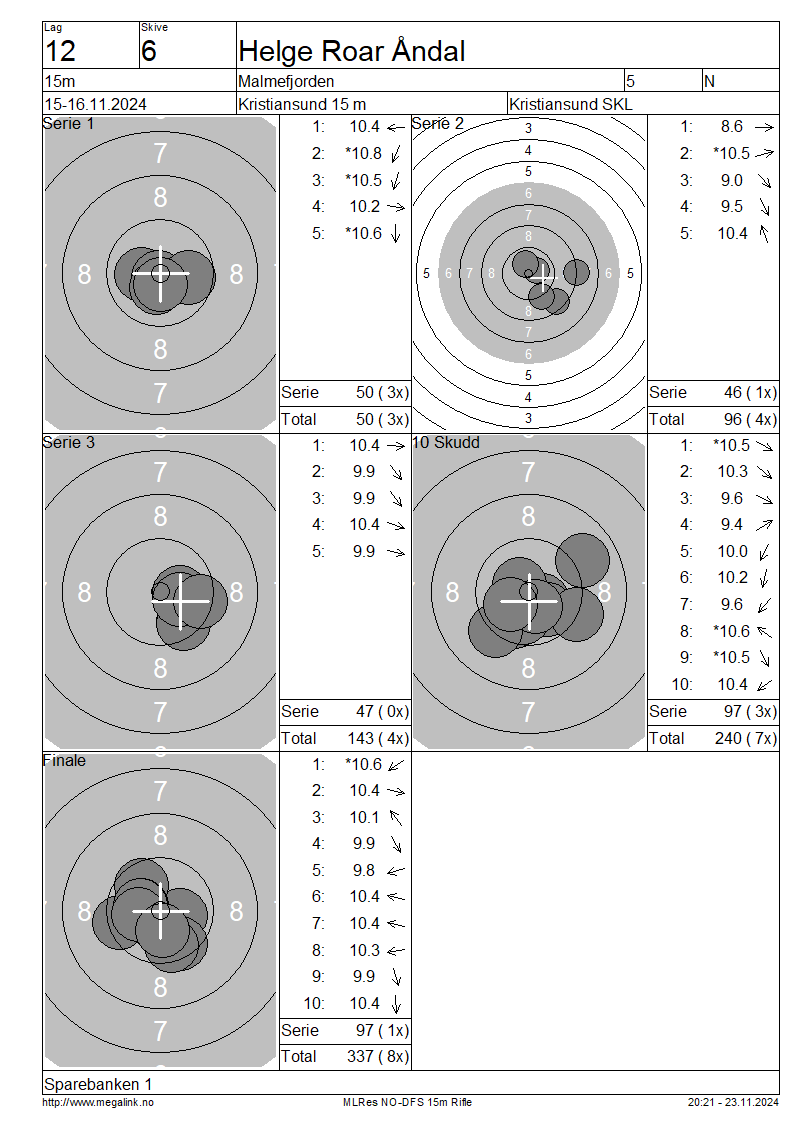 Lag
Skive
12
6
Helge Roar Åndal
15m
Malmefjorden
5
N
15-16.11.2024
Kristiansund 15 m
Kristiansund SKL
Serie 1
7
8
8
8
8
7
1: 10.4
2: *10.8
3: *10.5
4: 10.2
5: *10.6
Serie 50 ( 3x)
Total 50 ( 3x)
Serie 2
3
4
5
6
7
8
5 6 7 8 6 5
8
7
6
5
4
3
1: 8.6
2: *10.5
3: 9.0
4: 9.5
5: 10.4
Serie 46 ( 1x)
Total 96 ( 4x)
Serie 3
7
8
8
8
8
7
1: 10.4
2: 9.9
3: 9.9
4: 10.4
5: 9.9
Serie 47 ( 0x)
Total 143 ( 4x)
10 Skudd
7
8
8
8
8
7
1: *10.5
2: 10.3
3: 9.6
4: 9.4
5: 10.0
6: 10.2
7: 9.6
8: *10.6
9: *10.5
10: 10.4
Serie 97 ( 3x)
Total 240 ( 7x)
Finale
7
8
8
8
8
7
1: *10.6
2: 10.4
3: 10.1
4: 9.9
5: 9.8
6: 10.4
7: 10.4
8: 10.3
9: 9.9
10: 10.4
Serie 97 ( 1x)
Total 337 ( 8x)
Sparebanken 1
http://www.megalink.no
MLRes NO-DFS 15m Rifle
20:21 - 23.11.2024